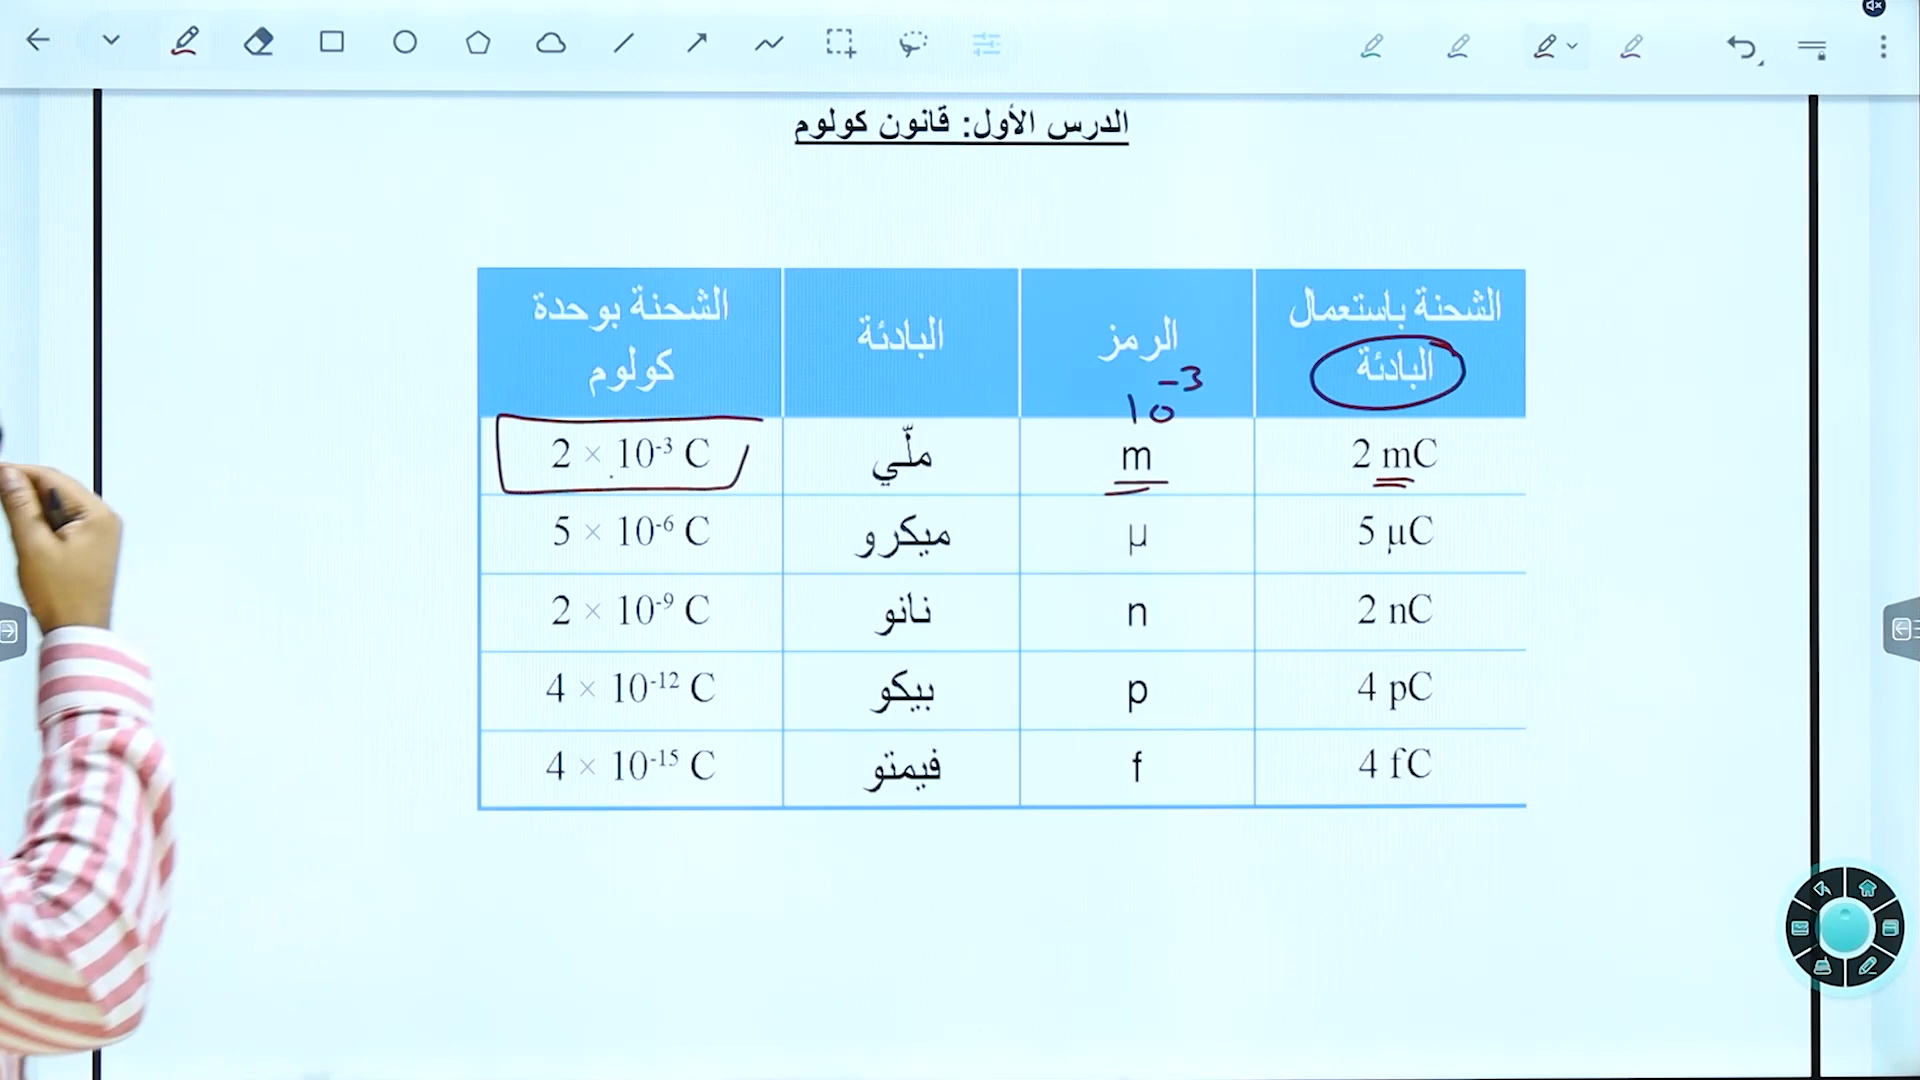 الدرس الأول: قانون كولوم
الشحنة باستعمال البادئة
الرمز
البادئة
الشحنة بوحدة كولوم
10⁻³
2 mC
m
ملّي
2 × 10⁻³ C
5 µC
µ
ميكرو
5 × 10⁻⁶ C
2 nC
n
نانو
2 × 10⁻⁹ C
4 pC
p
بيكو
4 × 10⁻¹² C
4 fC
f
فيمتو
4 × 10⁻¹⁵ C